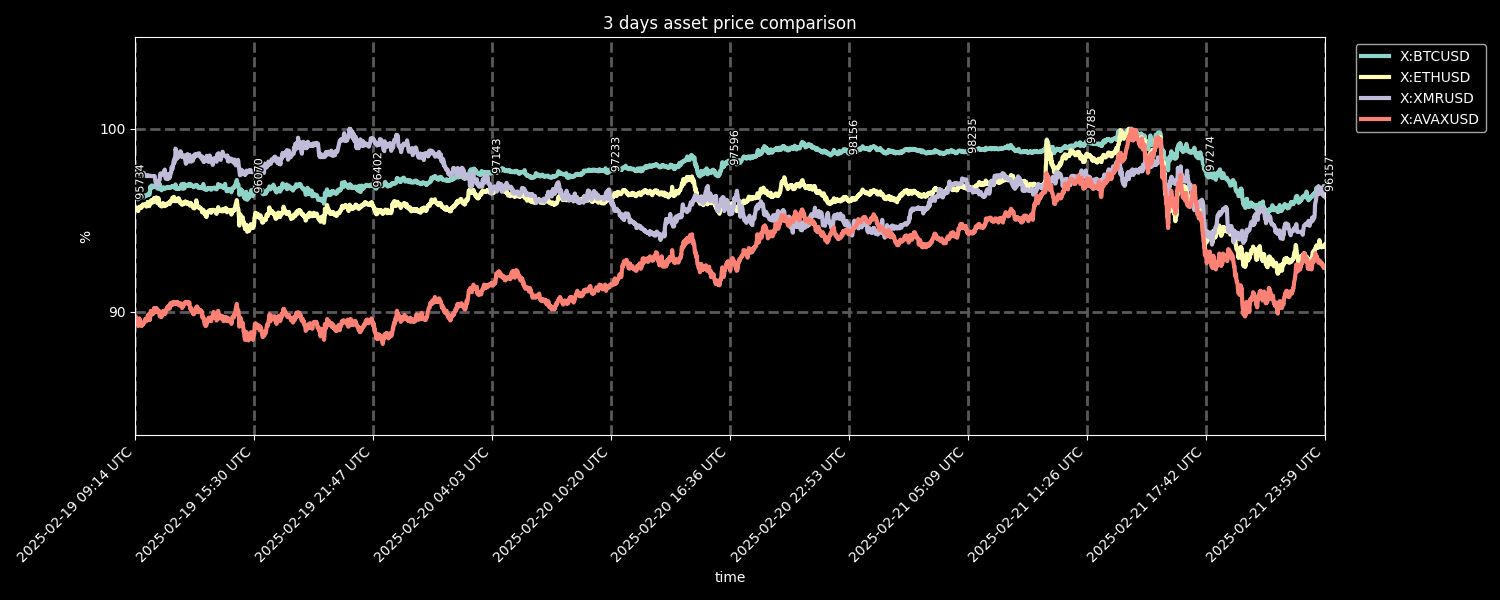 3 days asset price comparison
X:BTCUSD
X:ETHUSD
X:XMRUSD
X:AVAXUSD
100
90
%
95734
96070
96402
97143
97233
97596
98156
98235
98785
97274
96157
2025-02-19 09:14 UTC
2025-02-19 15:30 UTC
2025-02-19 21:47 UTC
2025-02-20 04:03 UTC
2025-02-20 10:20 UTC
2025-02-20 16:36 UTC
2025-02-20 22:53 UTC
2025-02-21 05:09 UTC
2025-02-21 11:26 UTC
2025-02-21 17:42 UTC
2025-02-21 23:59 UTC
time